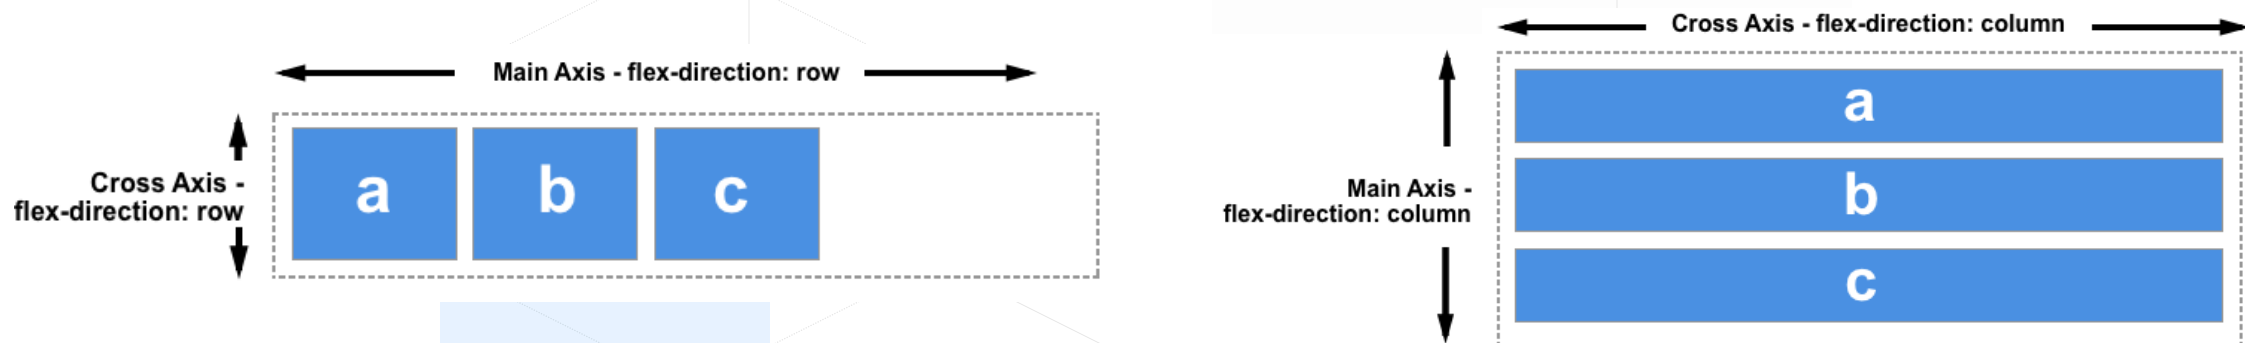 Main Axis - flex-direction: row
Cross Axis -
flex-direction: row
a b c
Cross Axis - flex-direction: column
Main Axis -
flex-direction: column
a
b
c